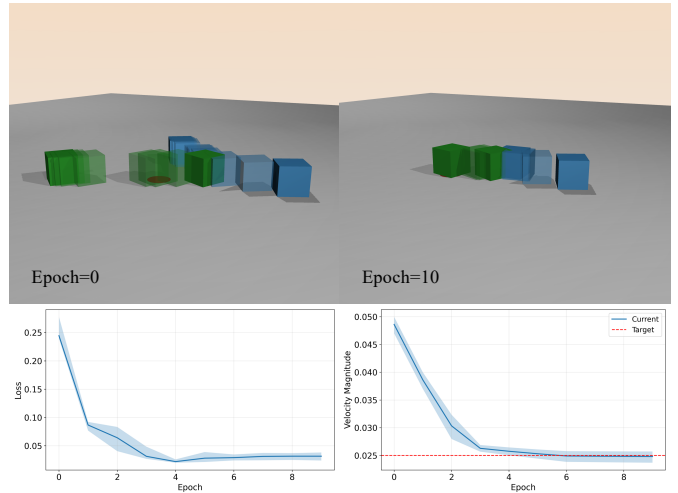 Epoch=0
Epoch=10
0.25
0.20
0.15
0.10
0.05
Loss
0 2 4 6 8
Epoch
0.050
0.045
0.040
0.035
0.030
0.025
Velocity Magnitude
Current
Target
0 2 4 6 8
Epoch